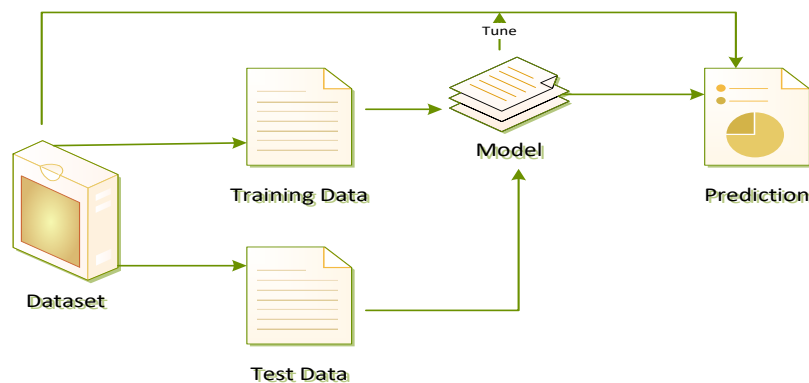 Tune
Model
Training Data
Prediction
Dataset
Test Data